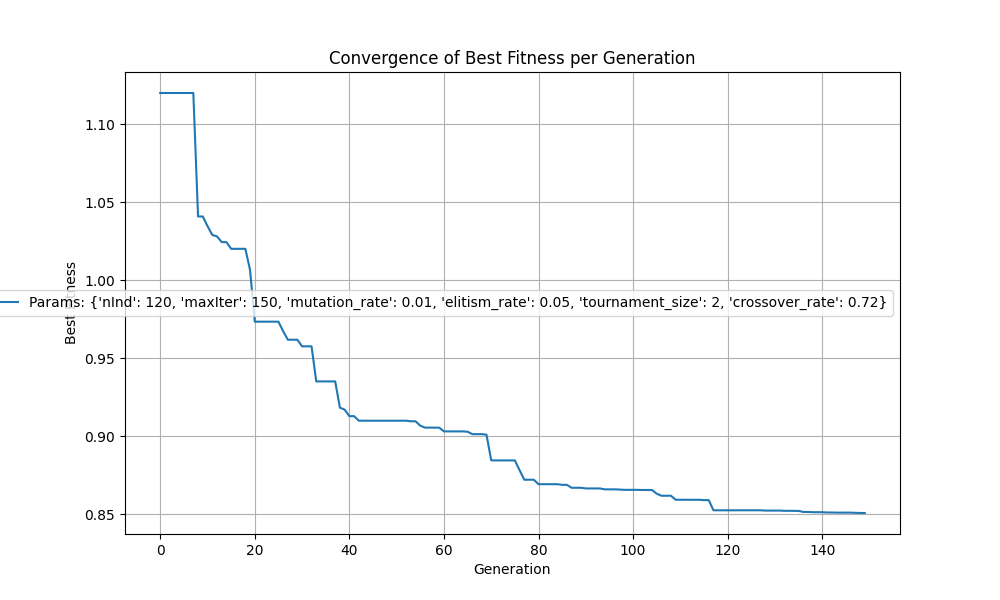 Convergence of Best Fitness per Generation
1.10
1.05
1.00
0.95
0.90
0.85
Best
ness
Params: {'nInd': 120, 'maxIter': 150, 'mutation_rate': 0.01, 'elitism_rate': 0.05, 'tournament_size': 2, 'crossover_rate': 0.72}
0 20 40 60 80 100 120 140
Generation